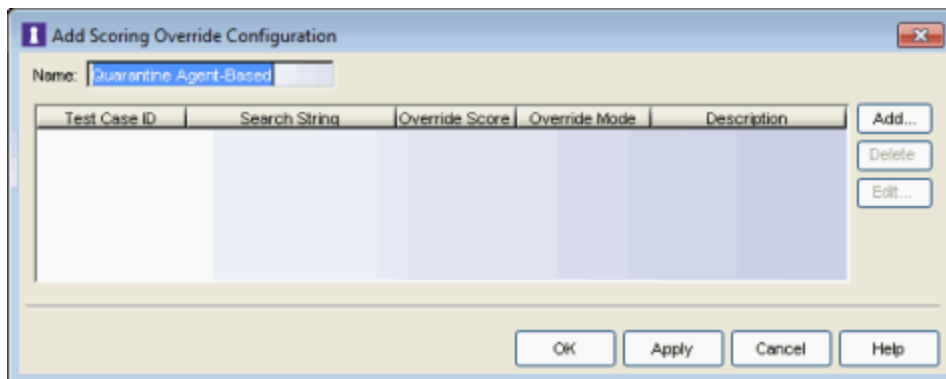 Add Scoring Override Configuration
Name: Quarantine Agent-Based
Test Case ID Search String Override Score Override Mode Description
Add...
Delete
Edit...
OK Apply Cancel Help